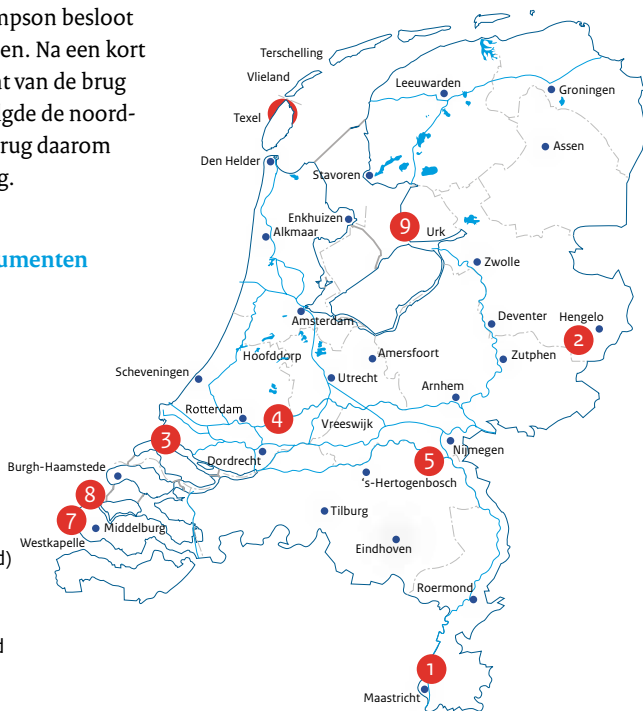 mpson besloot
en. Na een kort
nt van de brug
gde de noord-
rug daarom
g.
umenten
d)
d
Terschelling
Vlieland
Texel
Leeuwarden
Groningen
Den Helder
Assen
Stavoren
Enkhuizen
9
Urk
Alkmaar
Zwolle
Amsterdam
Deventer
Hengelo
2
Hoofddorp
Amersfoort
Zutphen
Scheveningen
Utrecht
Arnhem
Rotterdam
4
Vreeswijk
3
Dordrecht
Nijmegen
5
Burgh-Haamstede
's-Hertogenbosch
8
7
Middelburg
Tilburg
Westkapelle
Eindhoven
Roermond
1
Maastricht